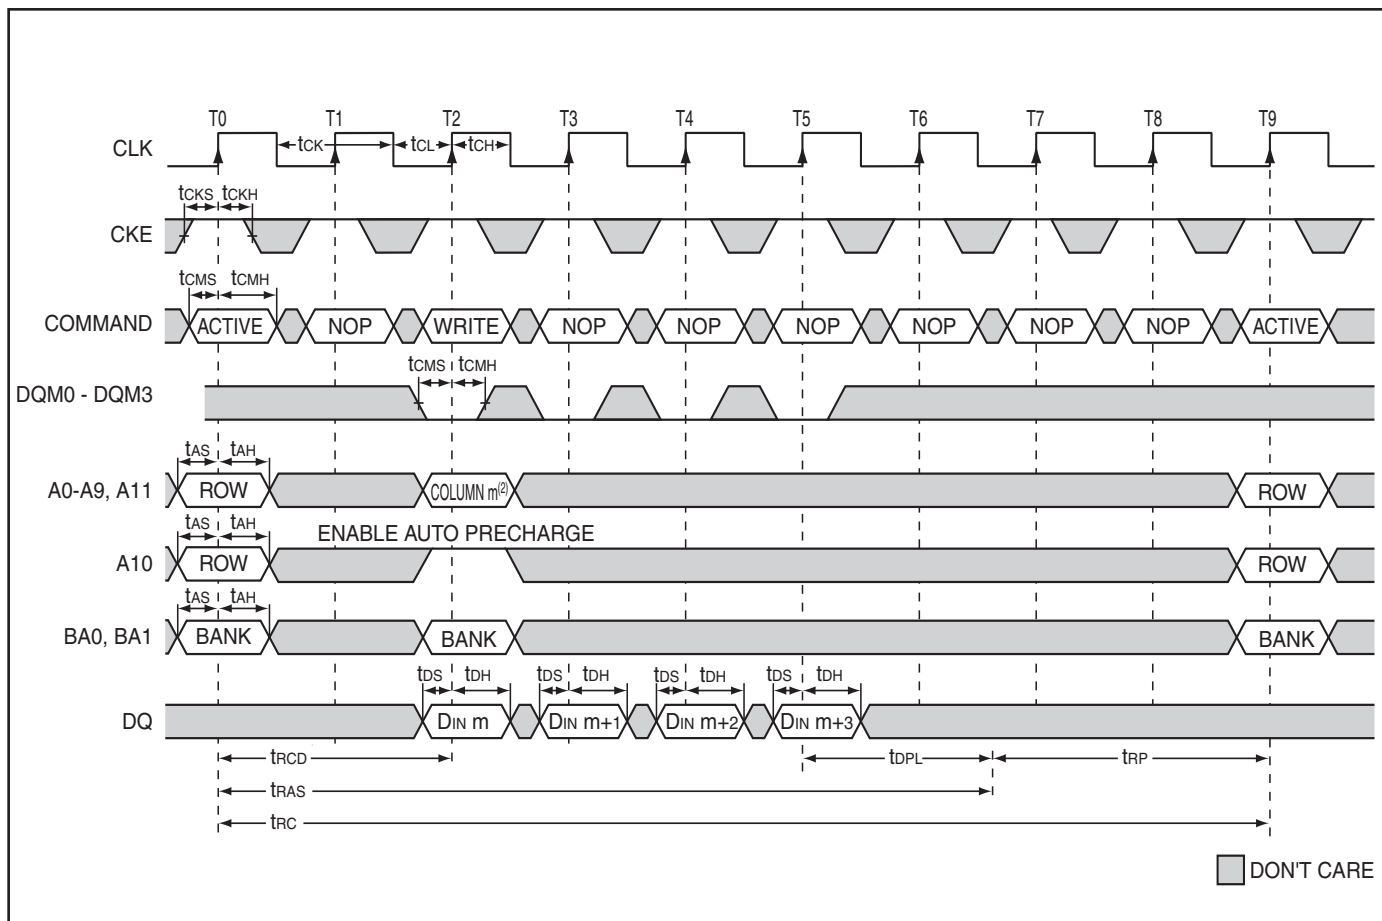 T0 T1 T2 T3 T4 T5 T6 T7 T8 T9
CLK tCK tCL tCH
tCKS tCKH
CKE
tCMS tCMH
COMMAND ACTIVE NOP WRITE NOP NOP NOP NOP NOP NOP ACTIVE
tCMS tCMH
DQM0 - DQM3
tAS tAH
A0-A9, A11 ROW COLUMN m(2) ROW
tAS tAH ENABLE AUTO PRECHARGE
A10 ROW ROW
tAS tAH
BA0, BA1 BANK BANK BANK
tDS tDH tDS tDH tDS tDH tDS tDH
DQ DIN m DIN m+1 DIN m+2 DIN m+3
tRCD tDPL tRP
tRAS
tRC
DON'T CARE